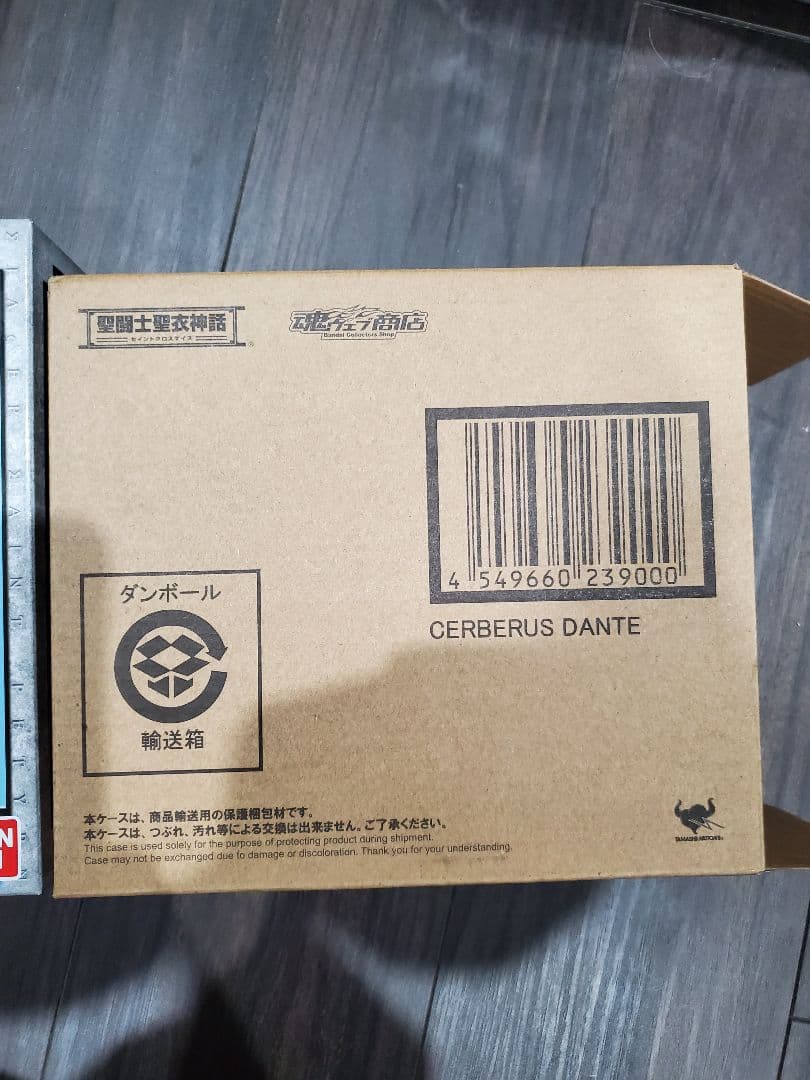 聖闘士聖衣神話
セイントクロスマイス
魂ウェブ商店
Bandai Collectors Shop
4 549660 239000
CERBERUS DANTE
ダンボール
輸送箱
本ケースは、商品輸送用の保護梱包材です。
本ケースは、つぶれ、汚れ等による交換は出来ません。ご了承ください。
This case is used solely for the purpose of protecting product during shipment.
Case may not be exchanged due to damage or discoloration. Thank you for your understanding.
TAMASHII NATIONS